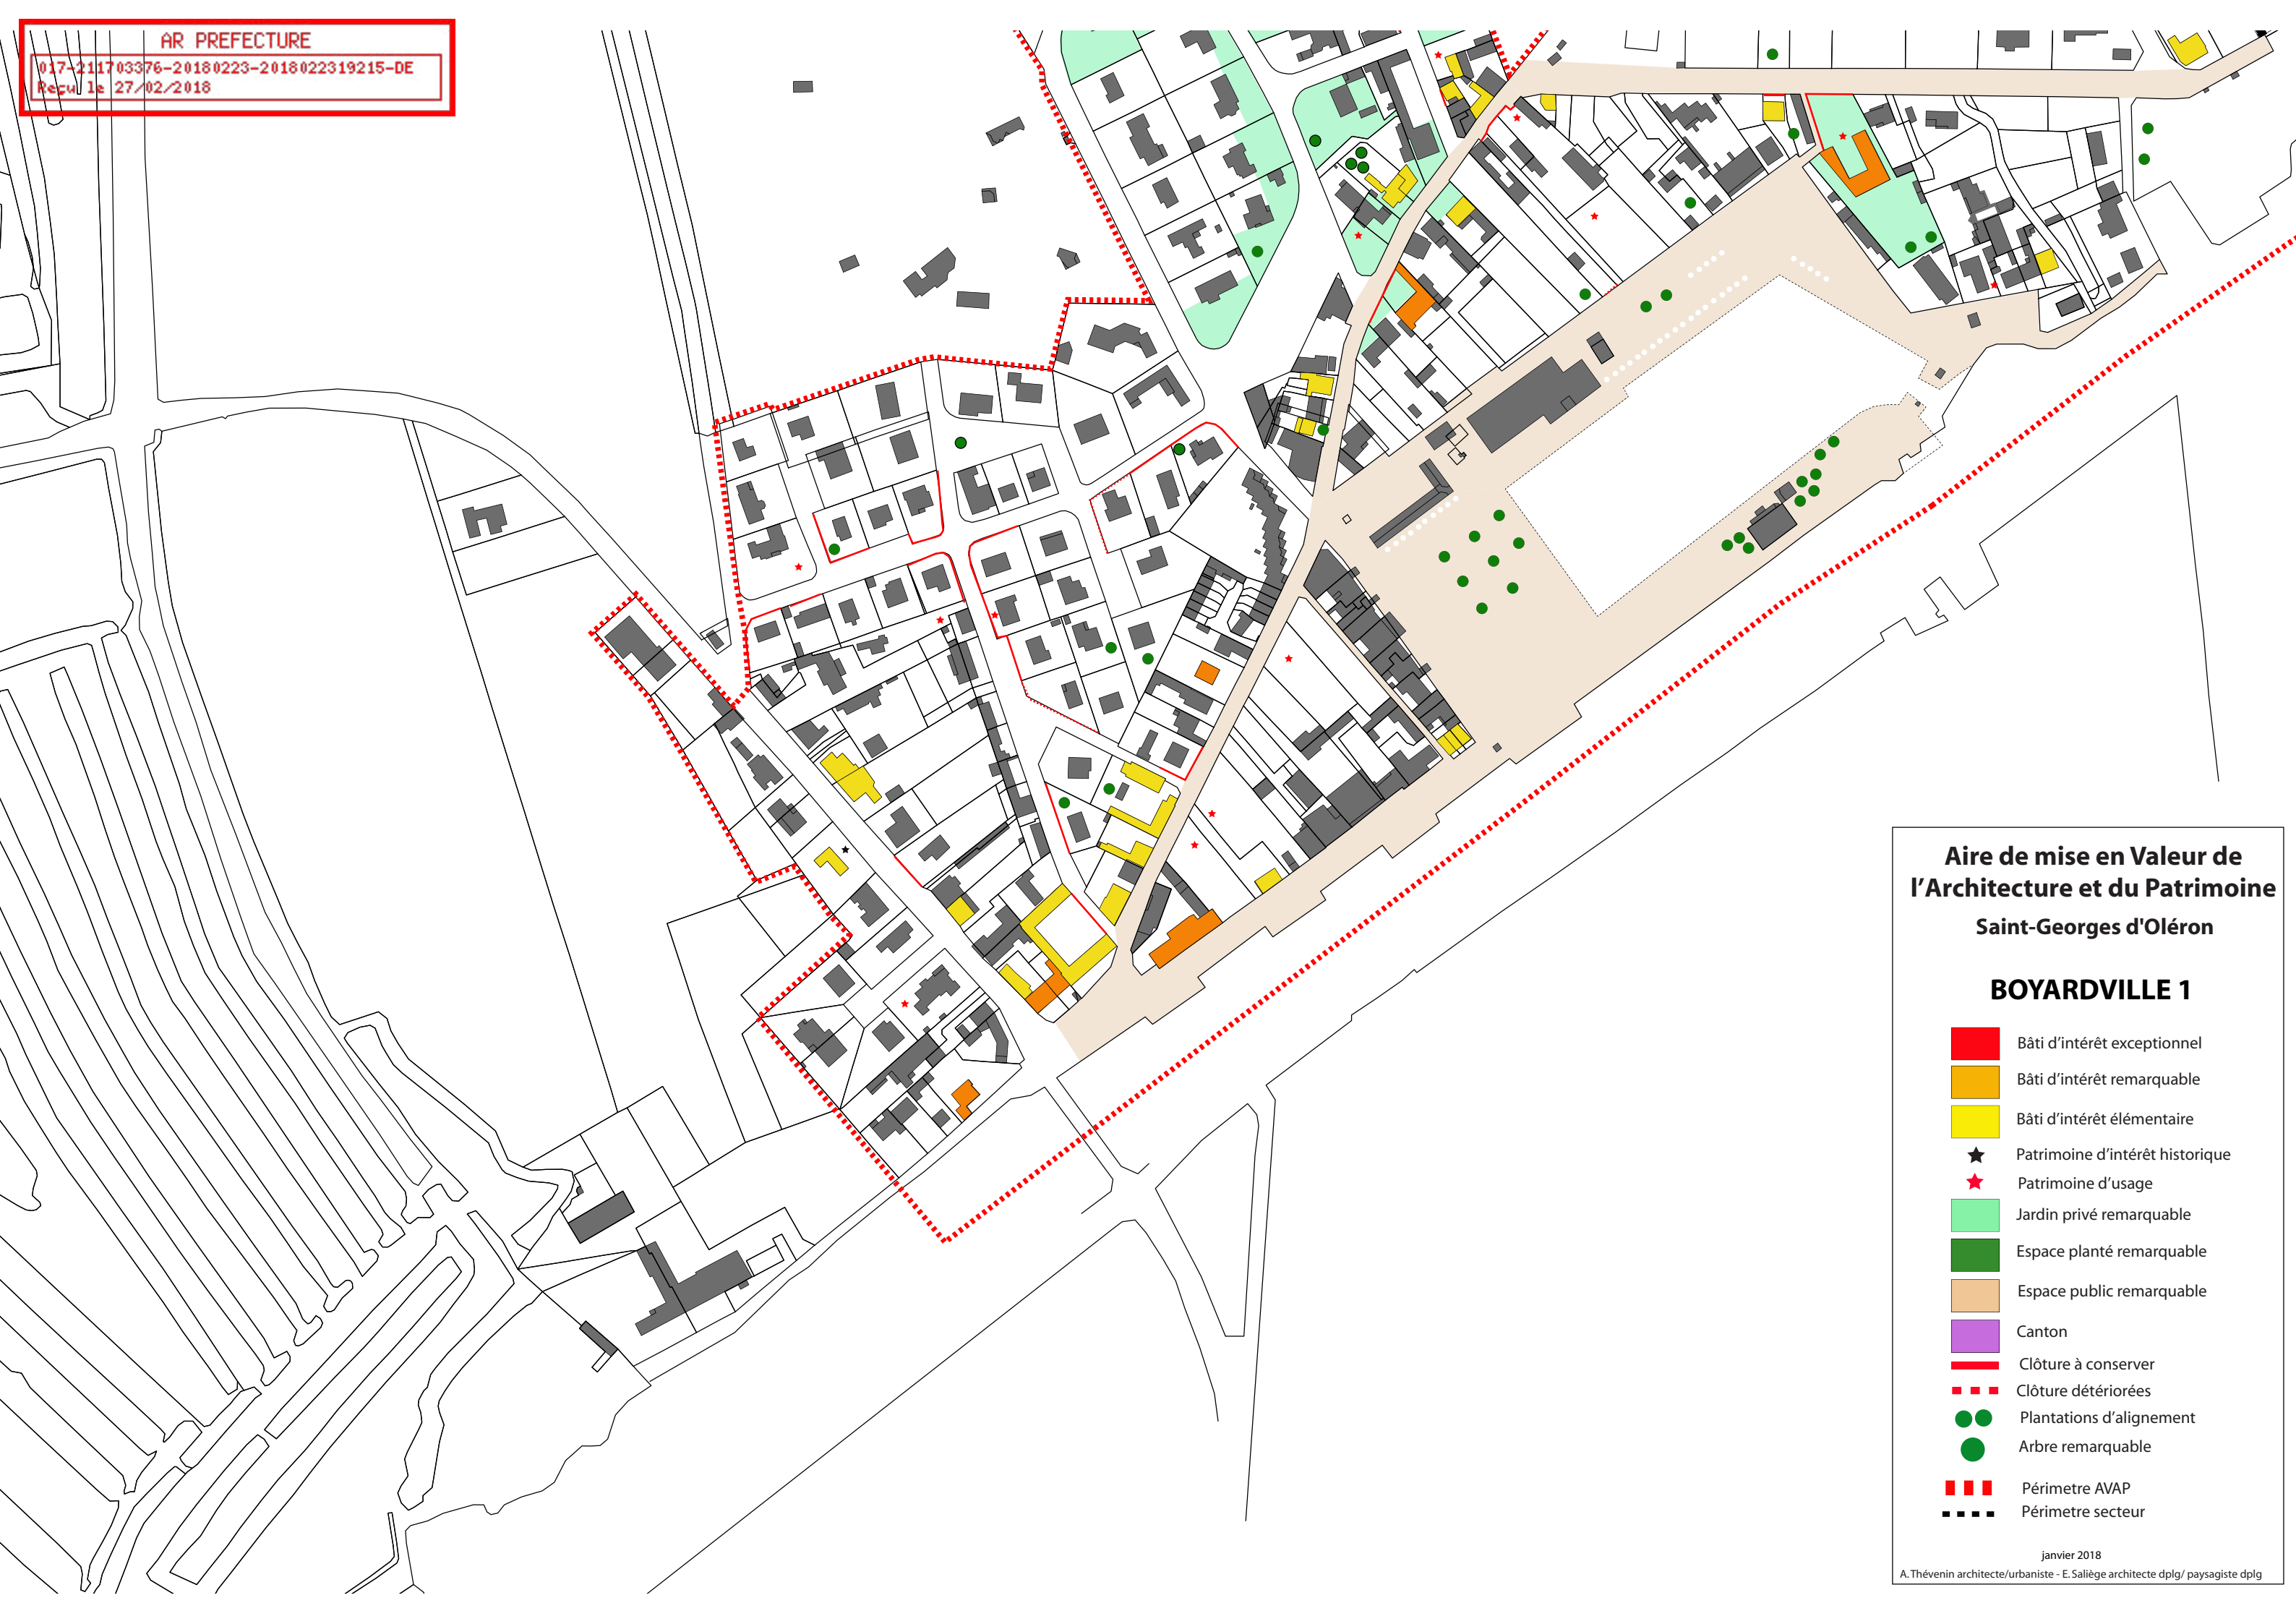 AR PREFECTURE
017-211703376-20180223-2018022319215-DE
Reçu le 27/02/2018
Aire de mise en Valeur de
l'Architecture et du Patrimoine
Saint-Georges d'Oléron
BOYARDVILLE 1
Bâti d'intérêt exceptionnel
Bâti d'intérêt remarquable
Bâti d'intérêt élémentaire
Patrimoine d'intérêt historique
Patrimoine d'usage
Jardin privé remarquable
Espace planté remarquable
Espace public remarquable
Canton
Clôture à conserver
Clôture détériorées
Plantations d'alignement
Arbre remarquable
Périmetre AVAP
Périmetre secteur
janvier 2018
A. Thévenin architecte/urbaniste - E. Saliège architecte dplg/ paysagiste dplg